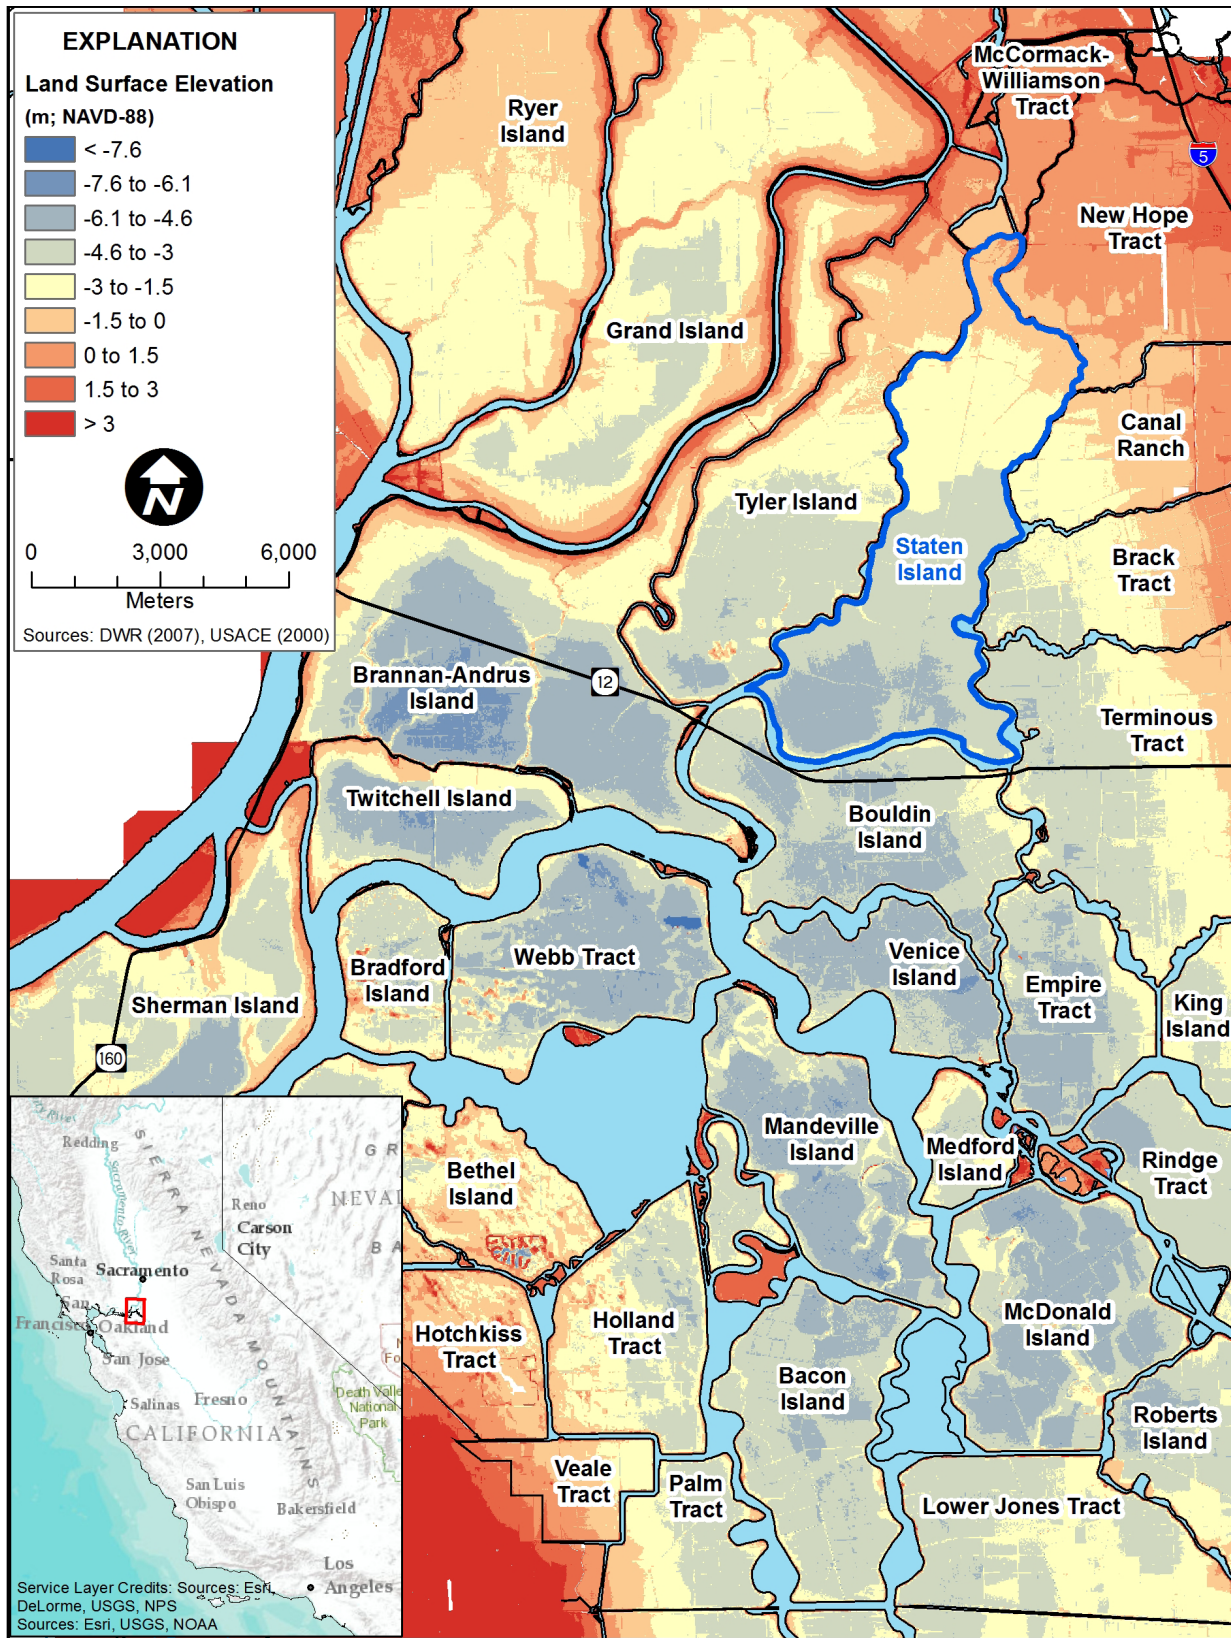 EXPLANATION
Land Surface Elevation
(m; NAVD-88)
< -7.6
-7.6 to -6.1
-6.1 to -4.6
-4.6 to -3
-3 to -1.5
-1.5 to 0
0 to 1.5
1.5 to 3
> 3
N
0 3,000 6,000
Meters
Sources: DWR (2007), USACE (2000)
McCormack-
Williamson
Tract
Ryer
Island
5
New Hope
Tract
Grand Island
Canal
Ranch
Tyler Island
Staten
Island
Brack
Tract
Brannan-Andrus
Island
12
Terminous
Tract
Twitchell Island
Bouldin
Island
Webb Tract
Venice
Island
Bradford
Island
Empire
Tract
Sherman Island
King
Island
160
Mandeville
Island
Medford
Island
Rindge
Tract
Bethel
Island
Holland
Tract
McDonald
Island
Hotchkiss
Tract
Bacon
Island
Roberts
Island
Veale
Tract
Palm
Tract
Lower Jones Tract
Redding
Sacramento River
SIERRA NEVADA MOUNTAINS
G R
NEVA
B A
Reno
Carson
City
Santa
Rosa
Sacramento
San
Francisco
Oakland
San Jose
Salinas
Fresno
Death Valley
National
Park
CALIFORNIA
San Luis
Obispo
Bakersfield
Los
Angeles
Service Layer Credits: Sources: Esri,
DeLorme, USGS, NPS
Sources: Esri, USGS, NOAA